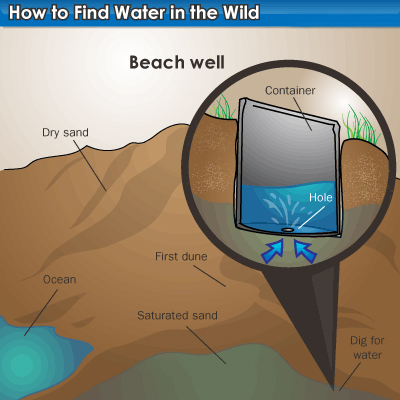 How to Find Water in the Wild
Beach well
Container
Dry sand
Hole
First dune
Ocean
Saturated sand
Dig for
water